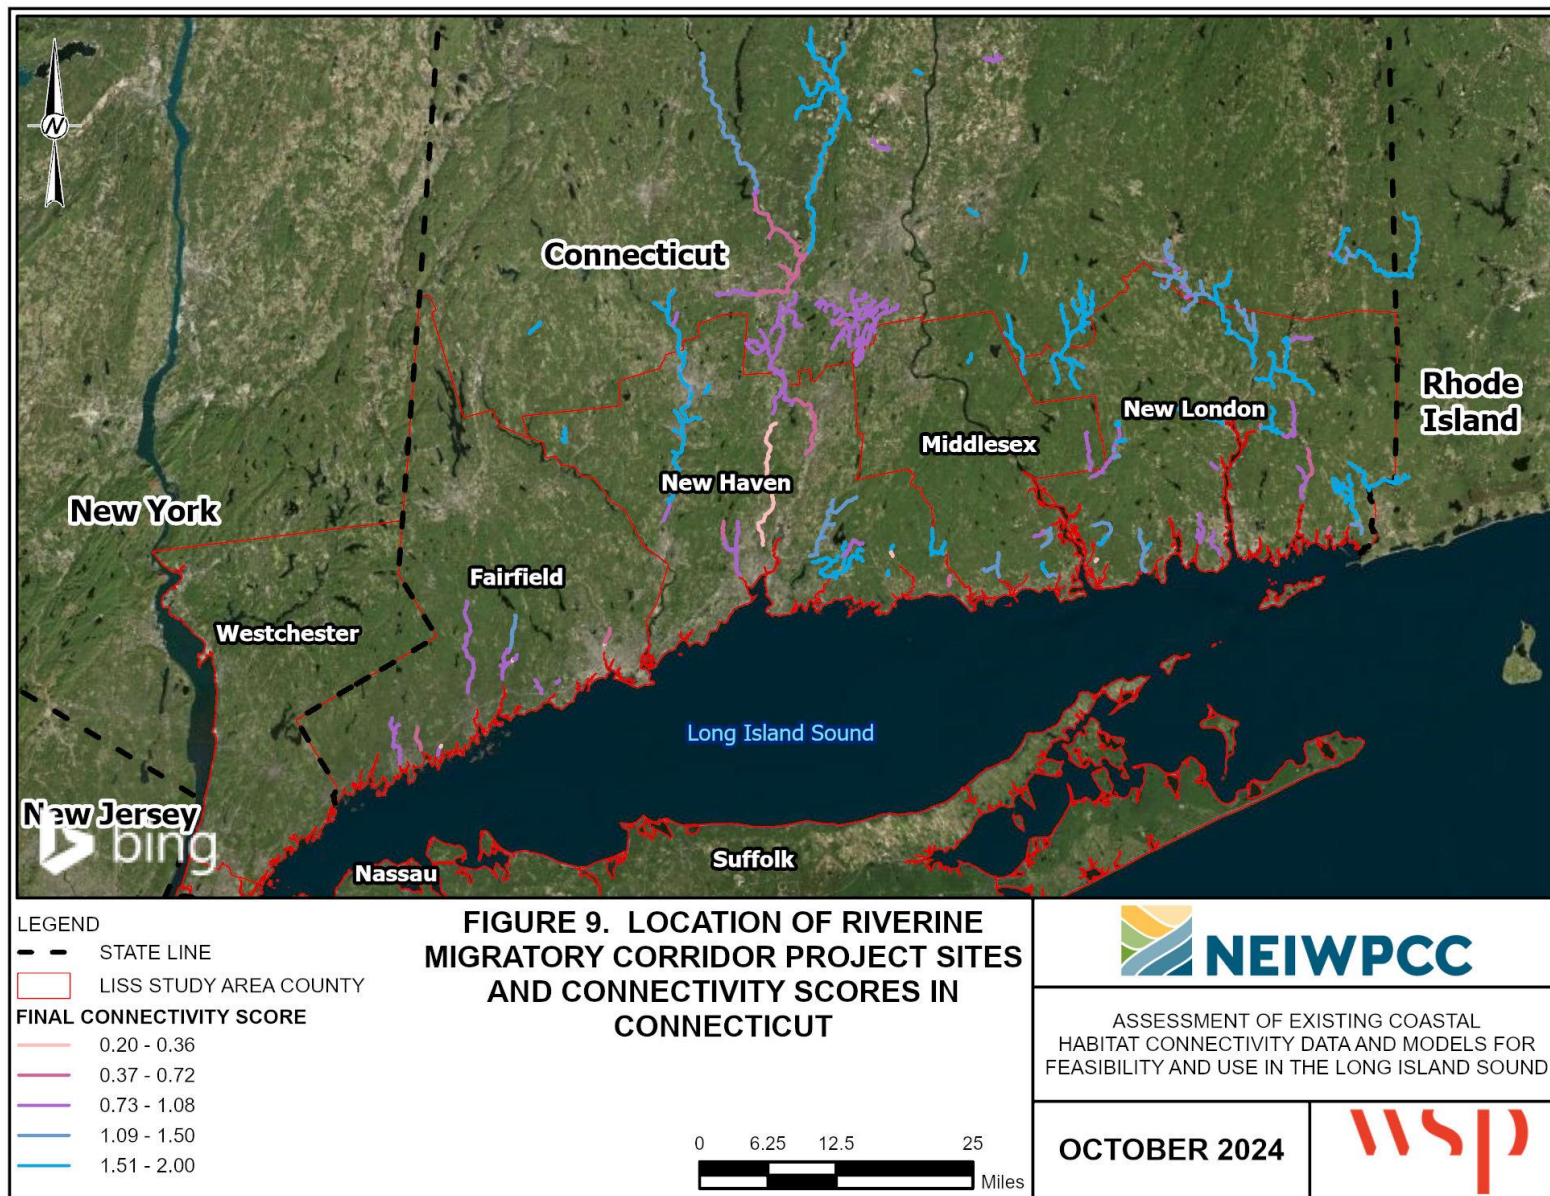 N
Connecticut
Rhode
Island
New London
Middlesex
New Haven
New York
Fairfield
Westchester
Long Island Sound
New Jersey
bing
Suffolk
Nassau
LEGEND
STATE LINE
LISS STUDY AREA COUNTY
FINAL CONNECTIVITY SCORE
0.20 - 0.36
0.37 - 0.72
0.73 - 1.08
1.09 - 1.50
1.51 - 2.00
FIGURE 9. LOCATION OF RIVERINE
MIGRATORY CORRIDOR PROJECT SITES
AND CONNECTIVITY SCORES IN
CONNECTICUT
0 6.25 12.5 25
Miles
NEIWPCC
ASSESSMENT OF EXISTING COASTAL
HABITAT CONNECTIVITY DATA AND MODELS FOR
FEASIBILITY AND USE IN THE LONG ISLAND SOUND
OCTOBER 2024
wsp